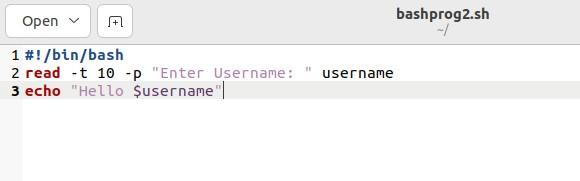 Open
bashprog2.sh
~/
1 #!/bin/bash
2 read -t 10 -p "Enter Username: " username
3 echo "Hello $username"